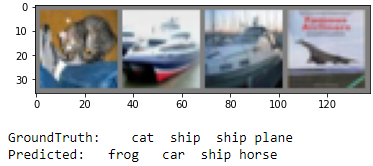 0
10
20
30
0 20 40 60 80 100 120
GroundTruth: cat ship ship plane
Predicted: frog car ship horse